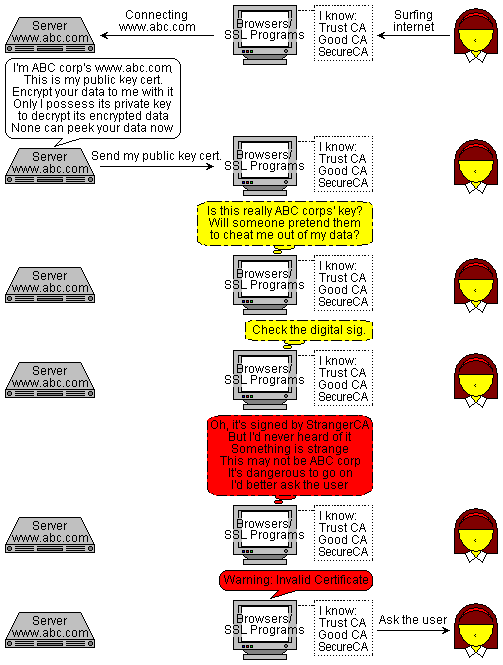 Connecting
www.abc.com
Surfing
internet
Server
www.abc.com
Browsers/
SSL Programs
I know:
Trust CA
Good CA
SecureCA
I'm ABC corp's www.abc.com
This is my public key cert.
Encrypt your data to me with it
Only I possess its private key
to decrypt its encrypted data
None can peek your data now
Server
www.abc.com
Send my public key cert.
Browsers/
SSL Programs
I know:
Trust CA
Good CA
SecureCA
Is this really ABC corps' key?
Will someone pretend them
to cheat me out of my data?
Server
www.abc.com
Browsers/
SSL Programs
I know:
Trust CA
Good CA
SecureCA
Check the digital sig.
Server
www.abc.com
Browsers/
SSL Programs
I know:
Trust CA
Good CA
SecureCA
Oh, it's signed by StrangerCA
But I'd never heard of it
Something is strange
This may not be ABC corp
It's dangerous to go on
I'd better ask the user
Server
www.abc.com
Browsers/
SSL Programs
I know:
Trust CA
Good CA
SecureCA
Warning: Invalid Certificate
Server
www.abc.com
Browsers/
SSL Programs
I know:
Trust CA
Good CA
SecureCA
Ask the user